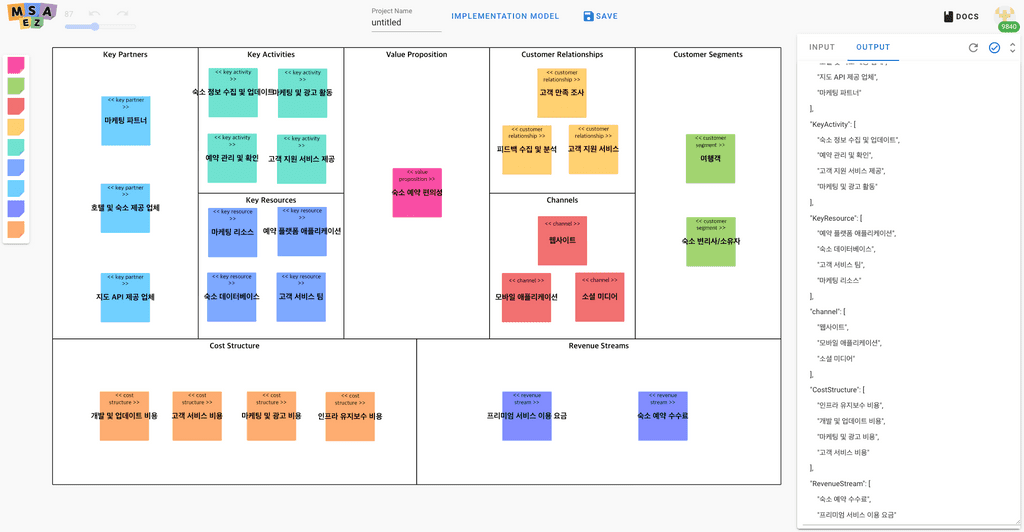 MSA
EZ
87
Project Name
untitled
IMPLEMENTATION MODEL
SAVE
DOCS
9840
Key Partners
<< key partner
>>
마케팅 파트너
<< key partner
>>
호텔 및 숙소 제공 업체
<< key partner
>>
지도 API 제공 업체
Key Activities
<< key activity
>>
숙소 정보 수집 및 업데이트
<< key activity
>>
마케팅 및 광고 활동
<< key activity
>>
예약 관리 및 확인
<< key activity
>>
고객 지원 서비스 제공
Key Resources
<< key resource
>>
마케팅 리소스
<< key resource
>>
예약 플랫폼 애플리케이션
<< key resource
>>
숙소 데이터베이스
<< key resource
>>
고객 서비스 팀
Value Proposition
<< value
proposition >>
숙소 예약 편의성
Customer Relationships
<< customer
relationship >>
고객 만족 조사
<< customer
relationship >>
피드백 수집 및 분석
<< customer
relationship >>
고객 지원 서비스
Channels
<< channel >>
웹사이트
<< channel >>
모바일 애플리케이션
<< channel >>
소셜 미디어
Customer Segments
<< customer
segment >>
여행객
<< customer
segment >>
Cost Structure
<< cost
structure >>
개발 및 업데이트 비용
<< cost
structure >>
고객 서비스 비용
<< cost
structure >>
마케팅 및 광고 비용
<< cost
structure >>
인프라 유지보수 비용
Revenue Streams
<< revenue
stream >>
프리미엄 서비스 이용 요금
<< revenue
stream >>
숙소 예약 수수료
INPUT
OUTPUT
"지도 API 제공 업체",
"마케팅 파트너"
],
"KeyActivity": [
"숙소 정보 수집 및 업데이트",
"예약 관리 및 확인",
"고객 지원 서비스 제공",
"마케팅 및 광고 활동"
],
"KeyResource": [
"예약 플랫폼 애플리케이션",
"숙소 데이터베이스",
"고객 서비스 팀",
"마케팅 리소스"
],
"channel": [
"웹사이트",
"모바일 애플리케이션",
"소셜 미디어"
],
"CostStructure": [
"인프라 유지보수 비용",
"개발 및 업데이트 비용",
"마케팅 및 광고 비용",
"고객 서비스 비용"
],
"RevenueStream": [
"숙소 예약 수수료",
"프리미엄 서비스 이용 요금"